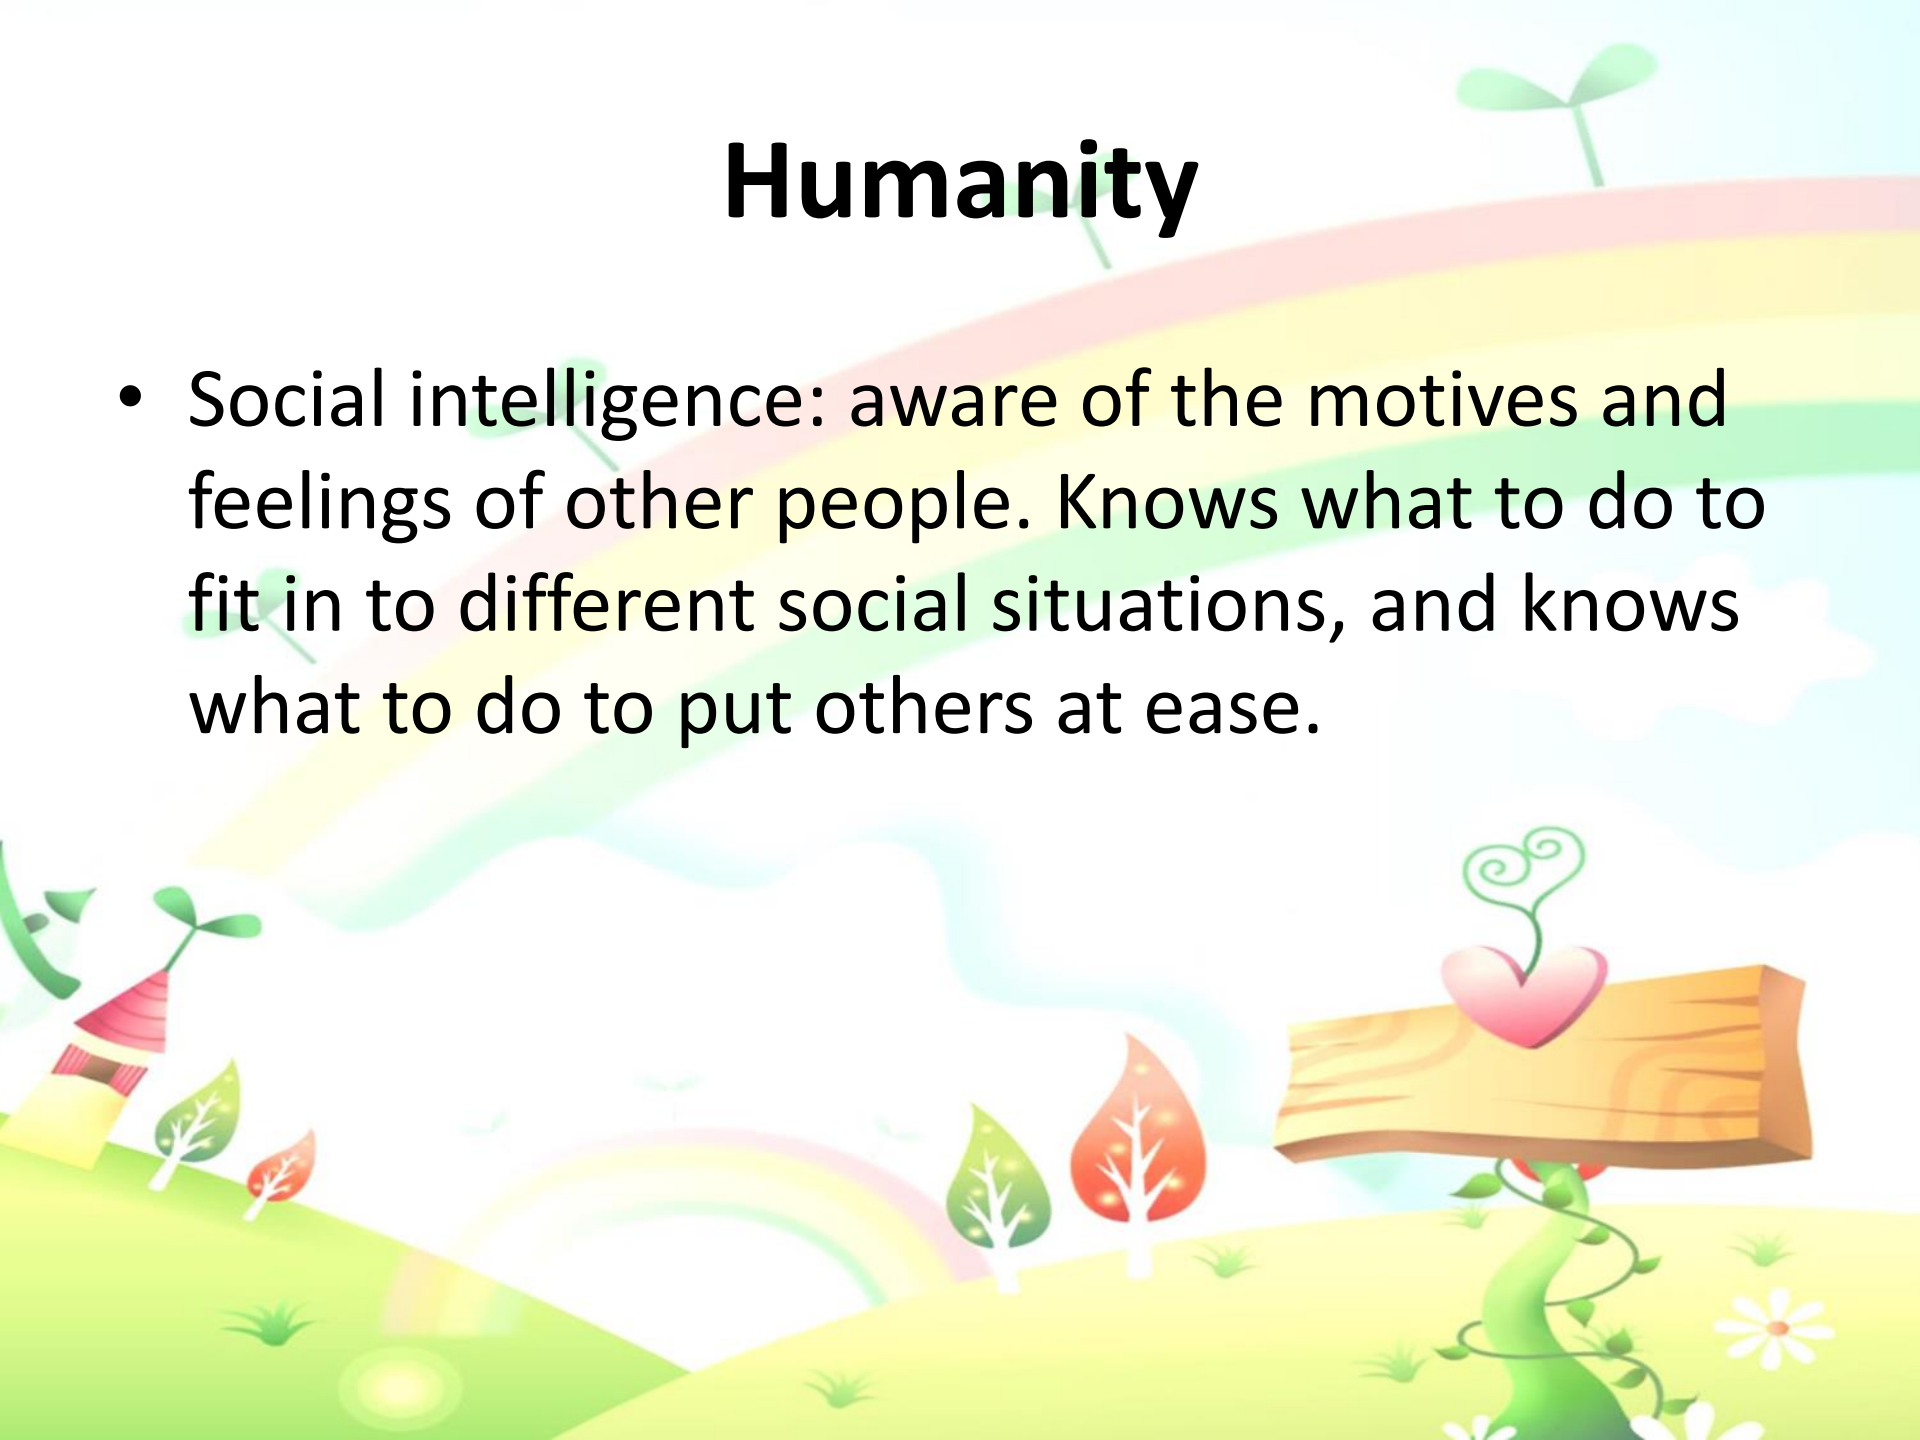 Humanity
• Social intelligence: aware of the motives and
feelings of other people. Knows what to do to
fit in to different social situations, and knows
what to do to put others at ease.